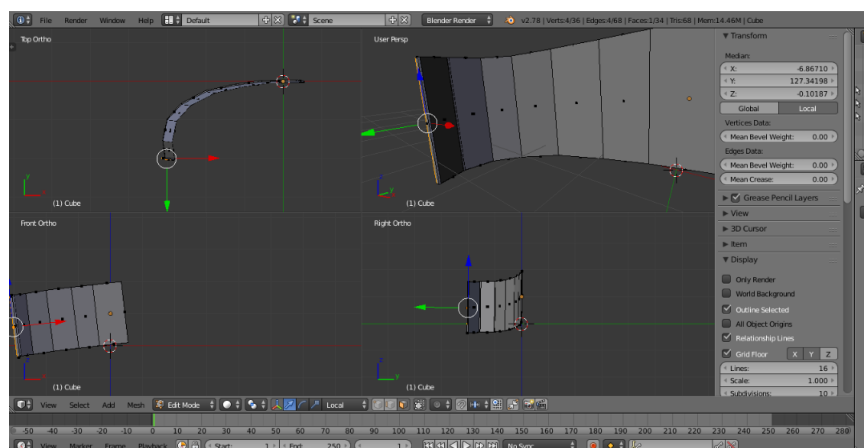 File Render Window Help Default Scene Blender Render v2.78 | Verts:4/36 | Edges:4/68 | Faces:1/34 | Tris:68 | Mem:14.46M | Cube
Top Ortho
User Persp
(1) Cube
(1) Cube
Front Ortho
Right Ortho
(1) Cube
(1) Cube
Transform
Median:
X: -6.86710
Y: 127.34198
Z: -0.10187
Global Local
Vertices Data:
Mean Bevel Weight: 0.00
Edges Data:
Mean Bevel Weight: 0.00
Mean Crease: 0.00
Grease Pencil Layers
View
3D Cursor
Item
Display
Only Render
World Background
Outline Selected
All Object Origins
Relationship Lines
Grid Floor X Y Z
Lines: 16
Scale: 1.000
Subdivisions: 10
View Select Add Mesh Edit Mode Local
-50 -40 -30 -20 -10 0 10 20 30 40 50 60 70 80 90 100 110 120 130 140 150 160 170 180 190 200 210 220 230 240 250 260 270 280
View Marker Frame Playback Start: 1 End: 250 1 No Sync